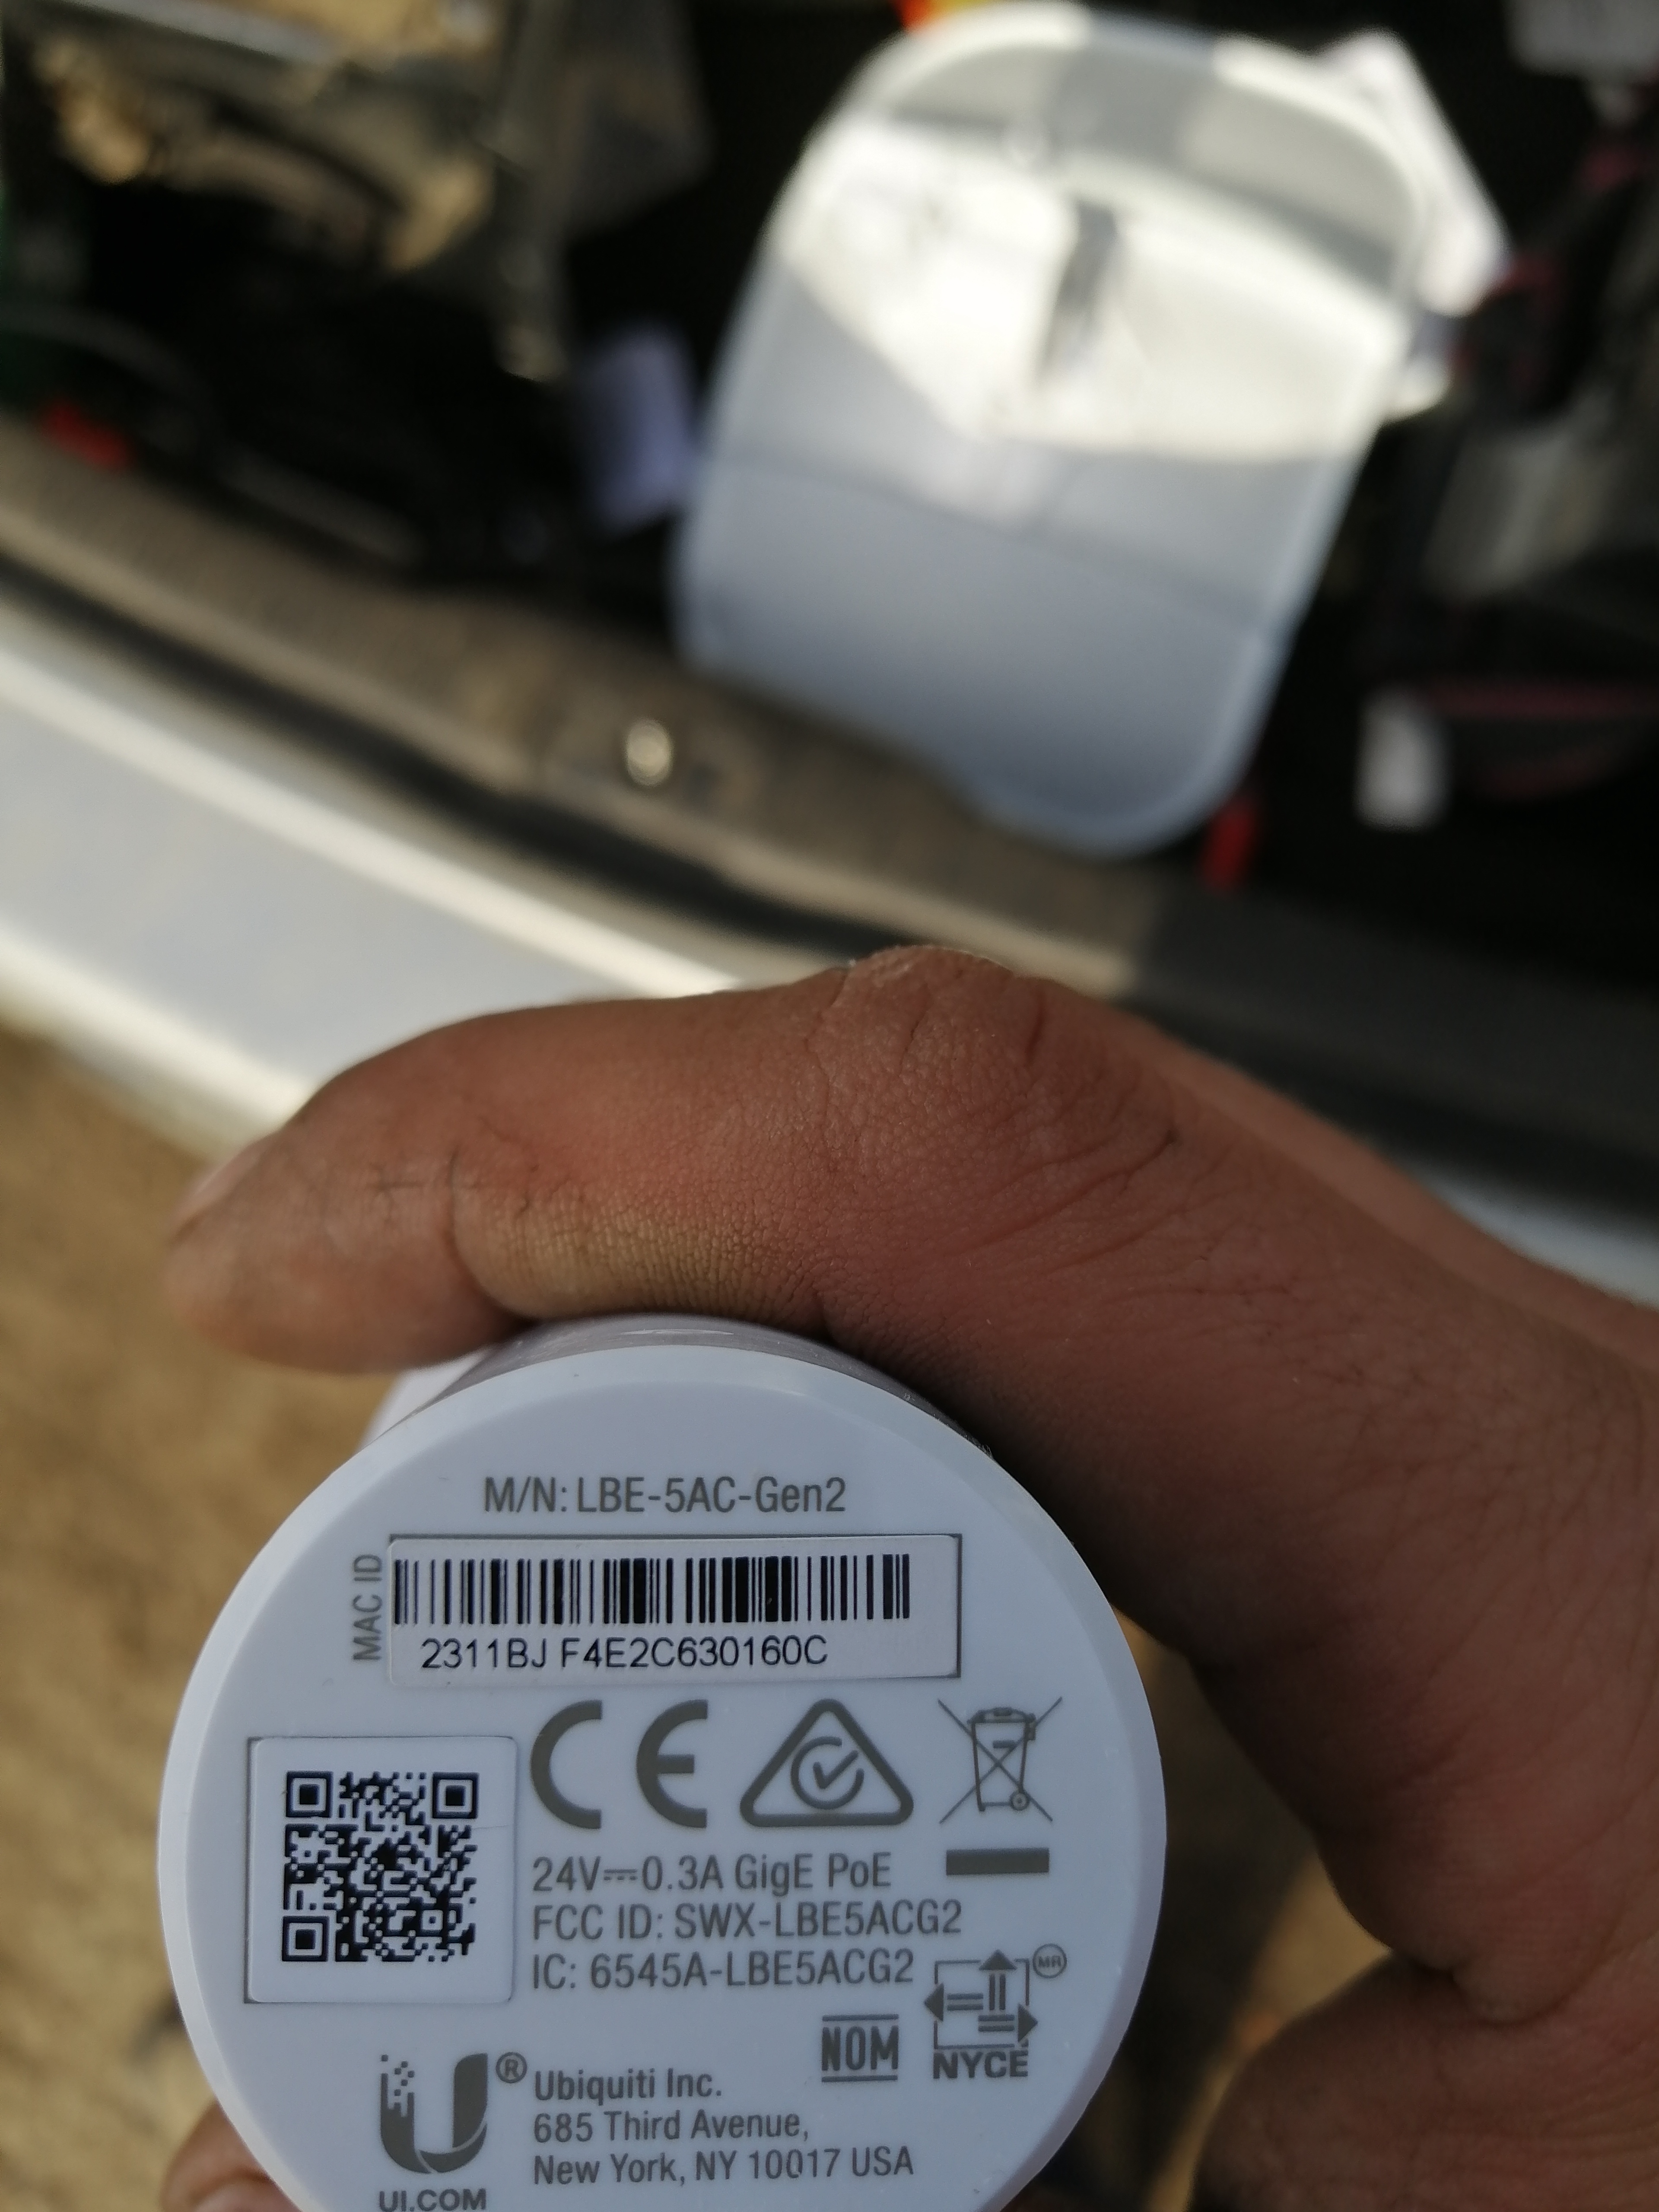 M/N: LBE-5AC-Gen2
MAC ID
2311BJ F4E2C630160C
24V⎓0.3A GigE PoE
FCC ID: SWX-LBE5ACG2
IC: 6545A-LBE5ACG2
MR
NOM
NYCE
U®
Ubiquiti Inc.
685 Third Avenue,
New York, NY 10017 USA
UI.COM